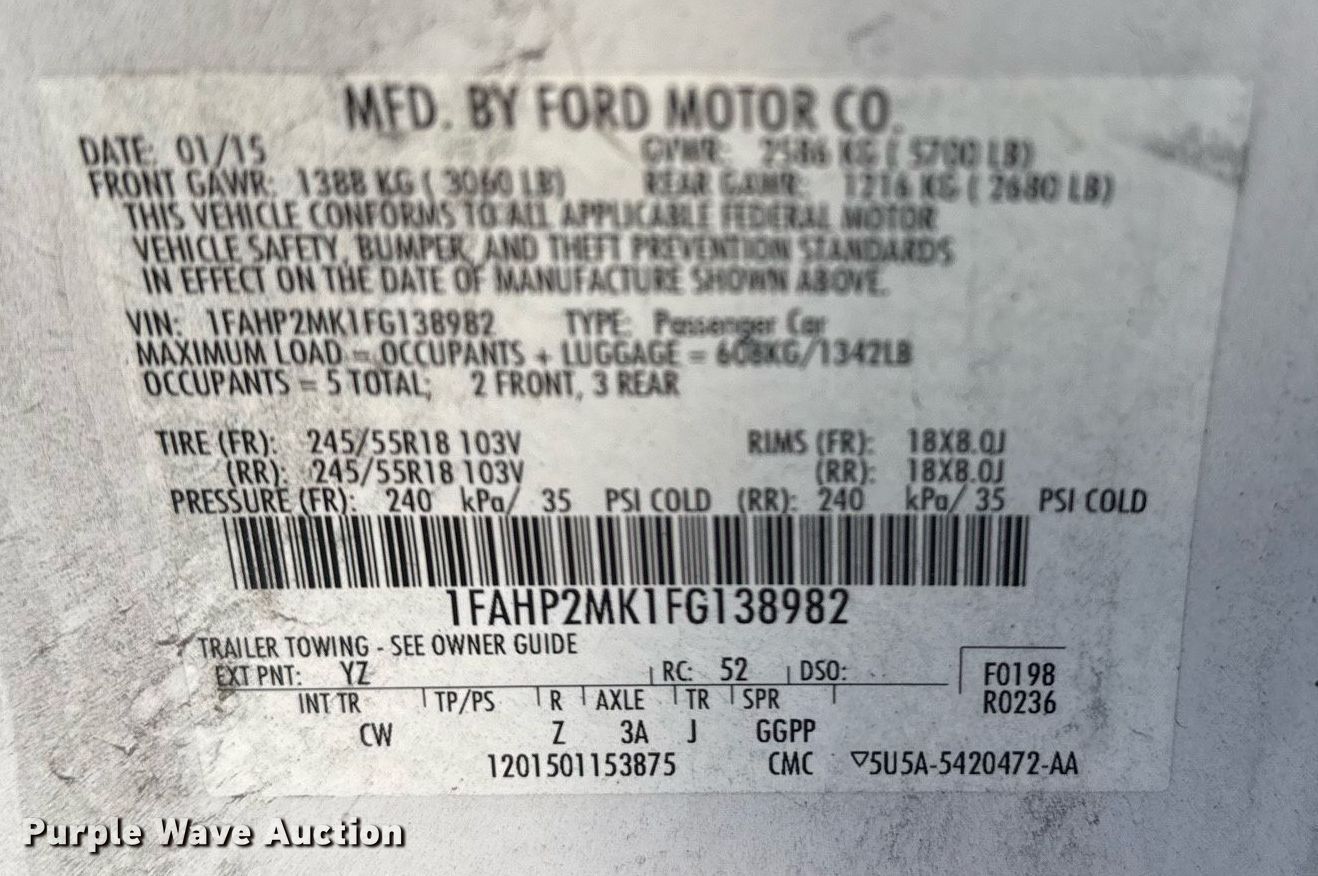 MFD. BY FORD MOTOR CO.
DATE: 01/15 GVWR: 2586 KG ( 5700 LB)
FRONT GAWR: 1388 KG ( 3060 LB) REAR GAWR: 1216 KG ( 2680 LB)
THIS VEHICLE CONFORMS TO ALL APPLICABLE FEDERAL MOTOR
VEHICLE SAFETY, BUMPER, AND THEFT PREVENTION STANDARDS
IN EFFECT ON THE DATE OF MANUFACTURE SHOWN ABOVE.
VIN: 1FAHP2MK1FG138982 TYPE: Passenger Car
MAXIMUM LOAD = OCCUPANTS + LUGGAGE = 608KG/1342LB
OCCUPANTS = 5 TOTAL; 2 FRONT, 3 REAR
TIRE (FR): 245/55R18 103V RIMS (FR): 18X8.0J
(RR): 245/55R18 103V (RR): 18X8.0J
PRESSURE (FR): 240 kPa/ 35 PSI COLD (RR): 240 kPa/ 35 PSI COLD
1FAHP2MK1FG138982
TRAILER TOWING - SEE OWNER GUIDE
EXT PNT: YZ RC: 52 DSO: F0198
INT TR TP/PS R AXLE TR SPR R0236
CW Z 3A J GGPP
1201501153875 CMC ▽5U5A-5420472-AA
Purple Wave Auction